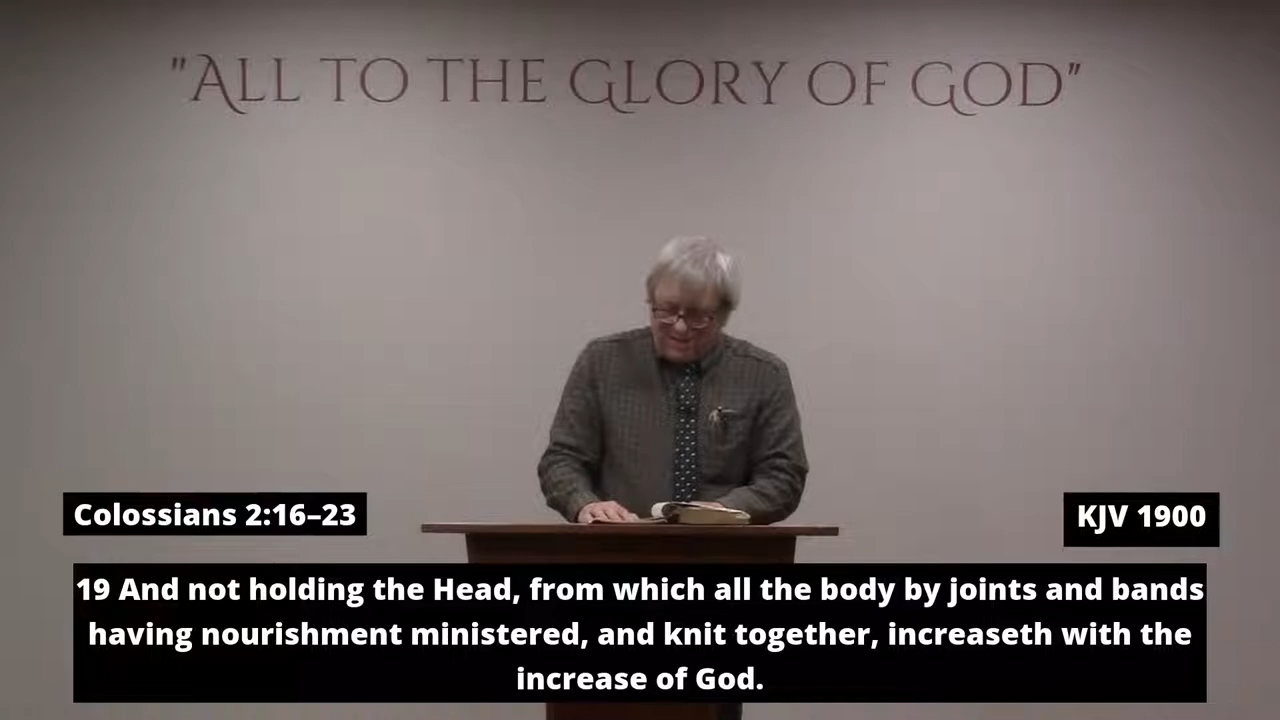 "ALL TO THE GLORY OF GOD"
Colossians 2:16–23
KJV 1900
19 And not holding the Head, from which all the body by joints and bands
having nourishment ministered, and knit together, increaseth with the
increase of God.